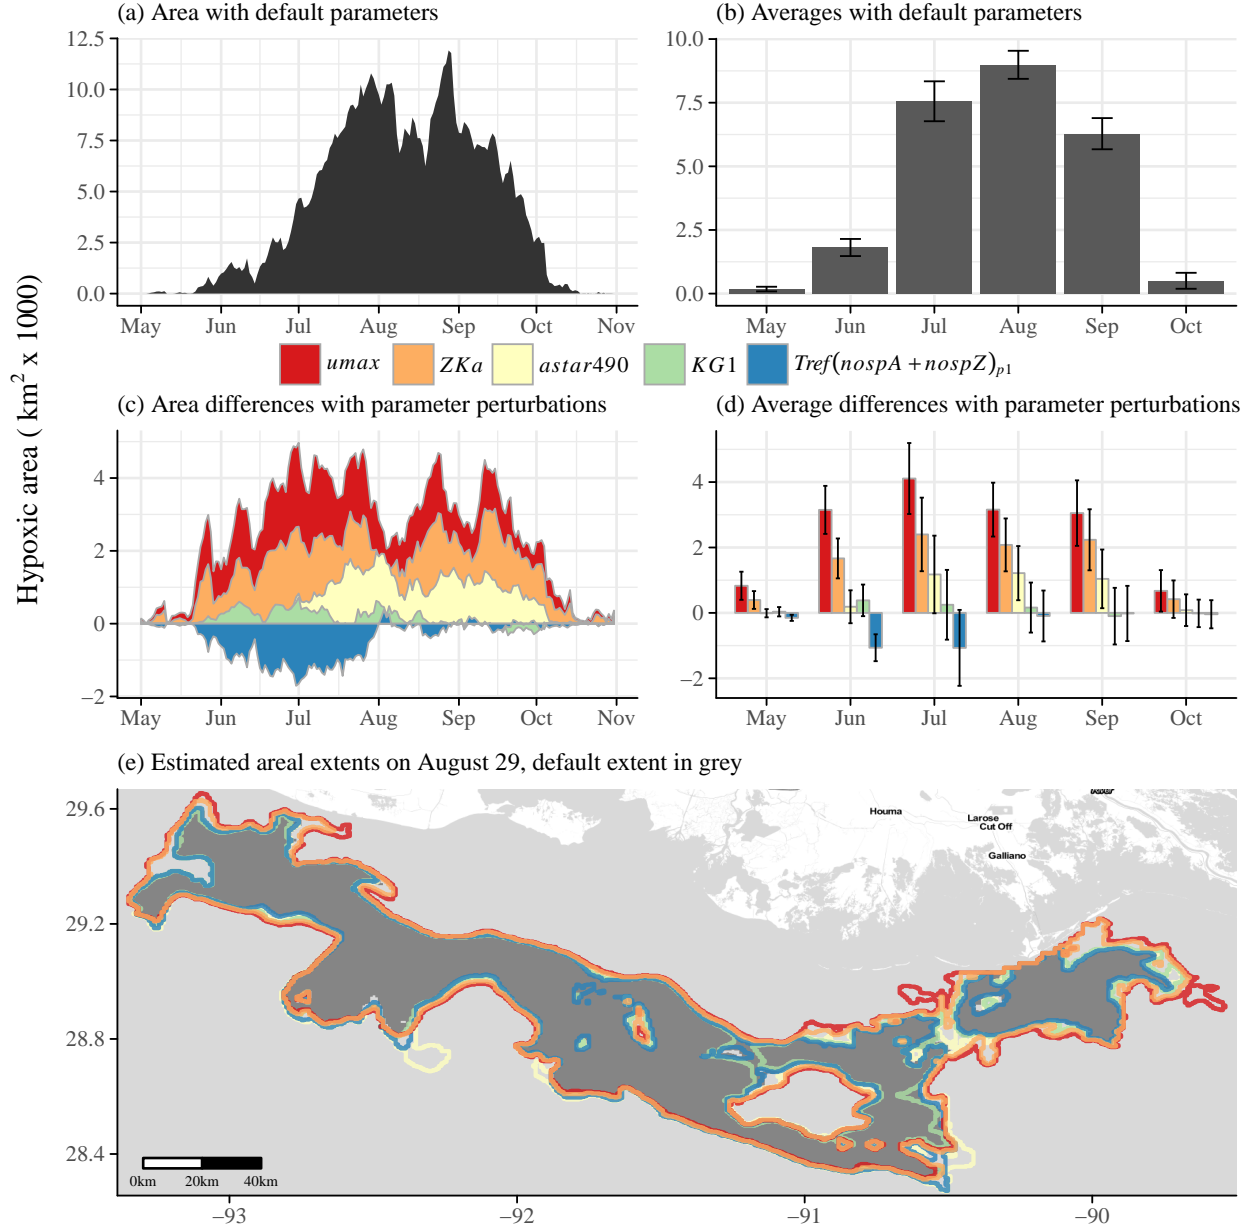 (a) Area with default parameters
(b) Averages with default parameters
12.5
10.0
7.5
5.0
2.5
0.0
May Jun Jul Aug Sep Oct Nov
10.0
7.5
5.0
2.5
0.0
May Jun Jul Aug Sep Oct
Hypoxic area ( km² x 1000)
umax ZKa astar490 KG1 Tref(nospA + nospZ)p1
(c) Area differences with parameter perturbations
(d) Average differences with parameter perturbations
4
2
0
−2
May Jun Jul Aug Sep Oct Nov
4
2
0
−2
May Jun Jul Aug Sep Oct
(e) Estimated areal extents on August 29, default extent in grey
29.6
29.2
28.8
28.4
Houma
Larose
Cut Off
Galliano
0km 20km 40km
−93 −92 −91 −90